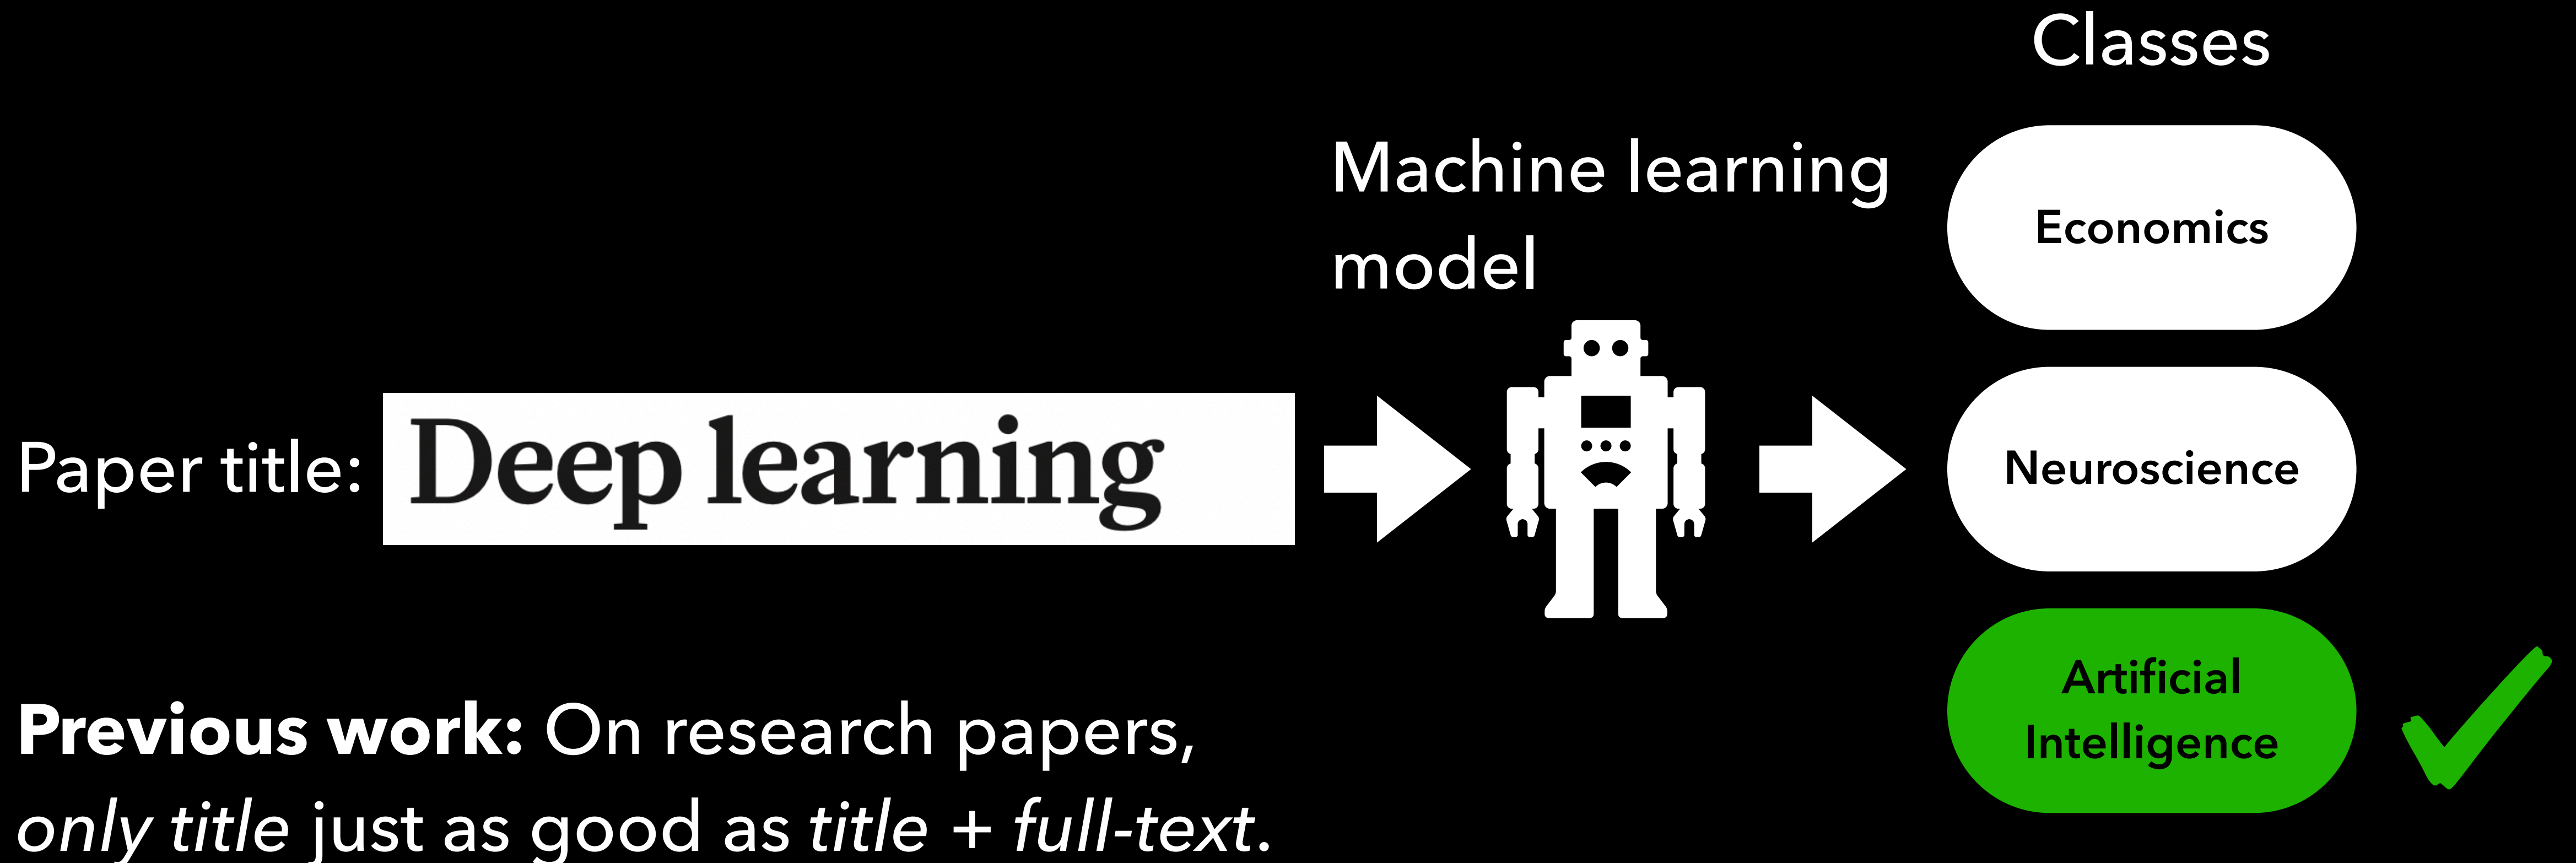 Classes
Machine learning
model
Economics
Paper title: Deep learning
Neuroscience
Artificial
Intelligence
Previous work: On research papers,
only title just as good as title + full-text.